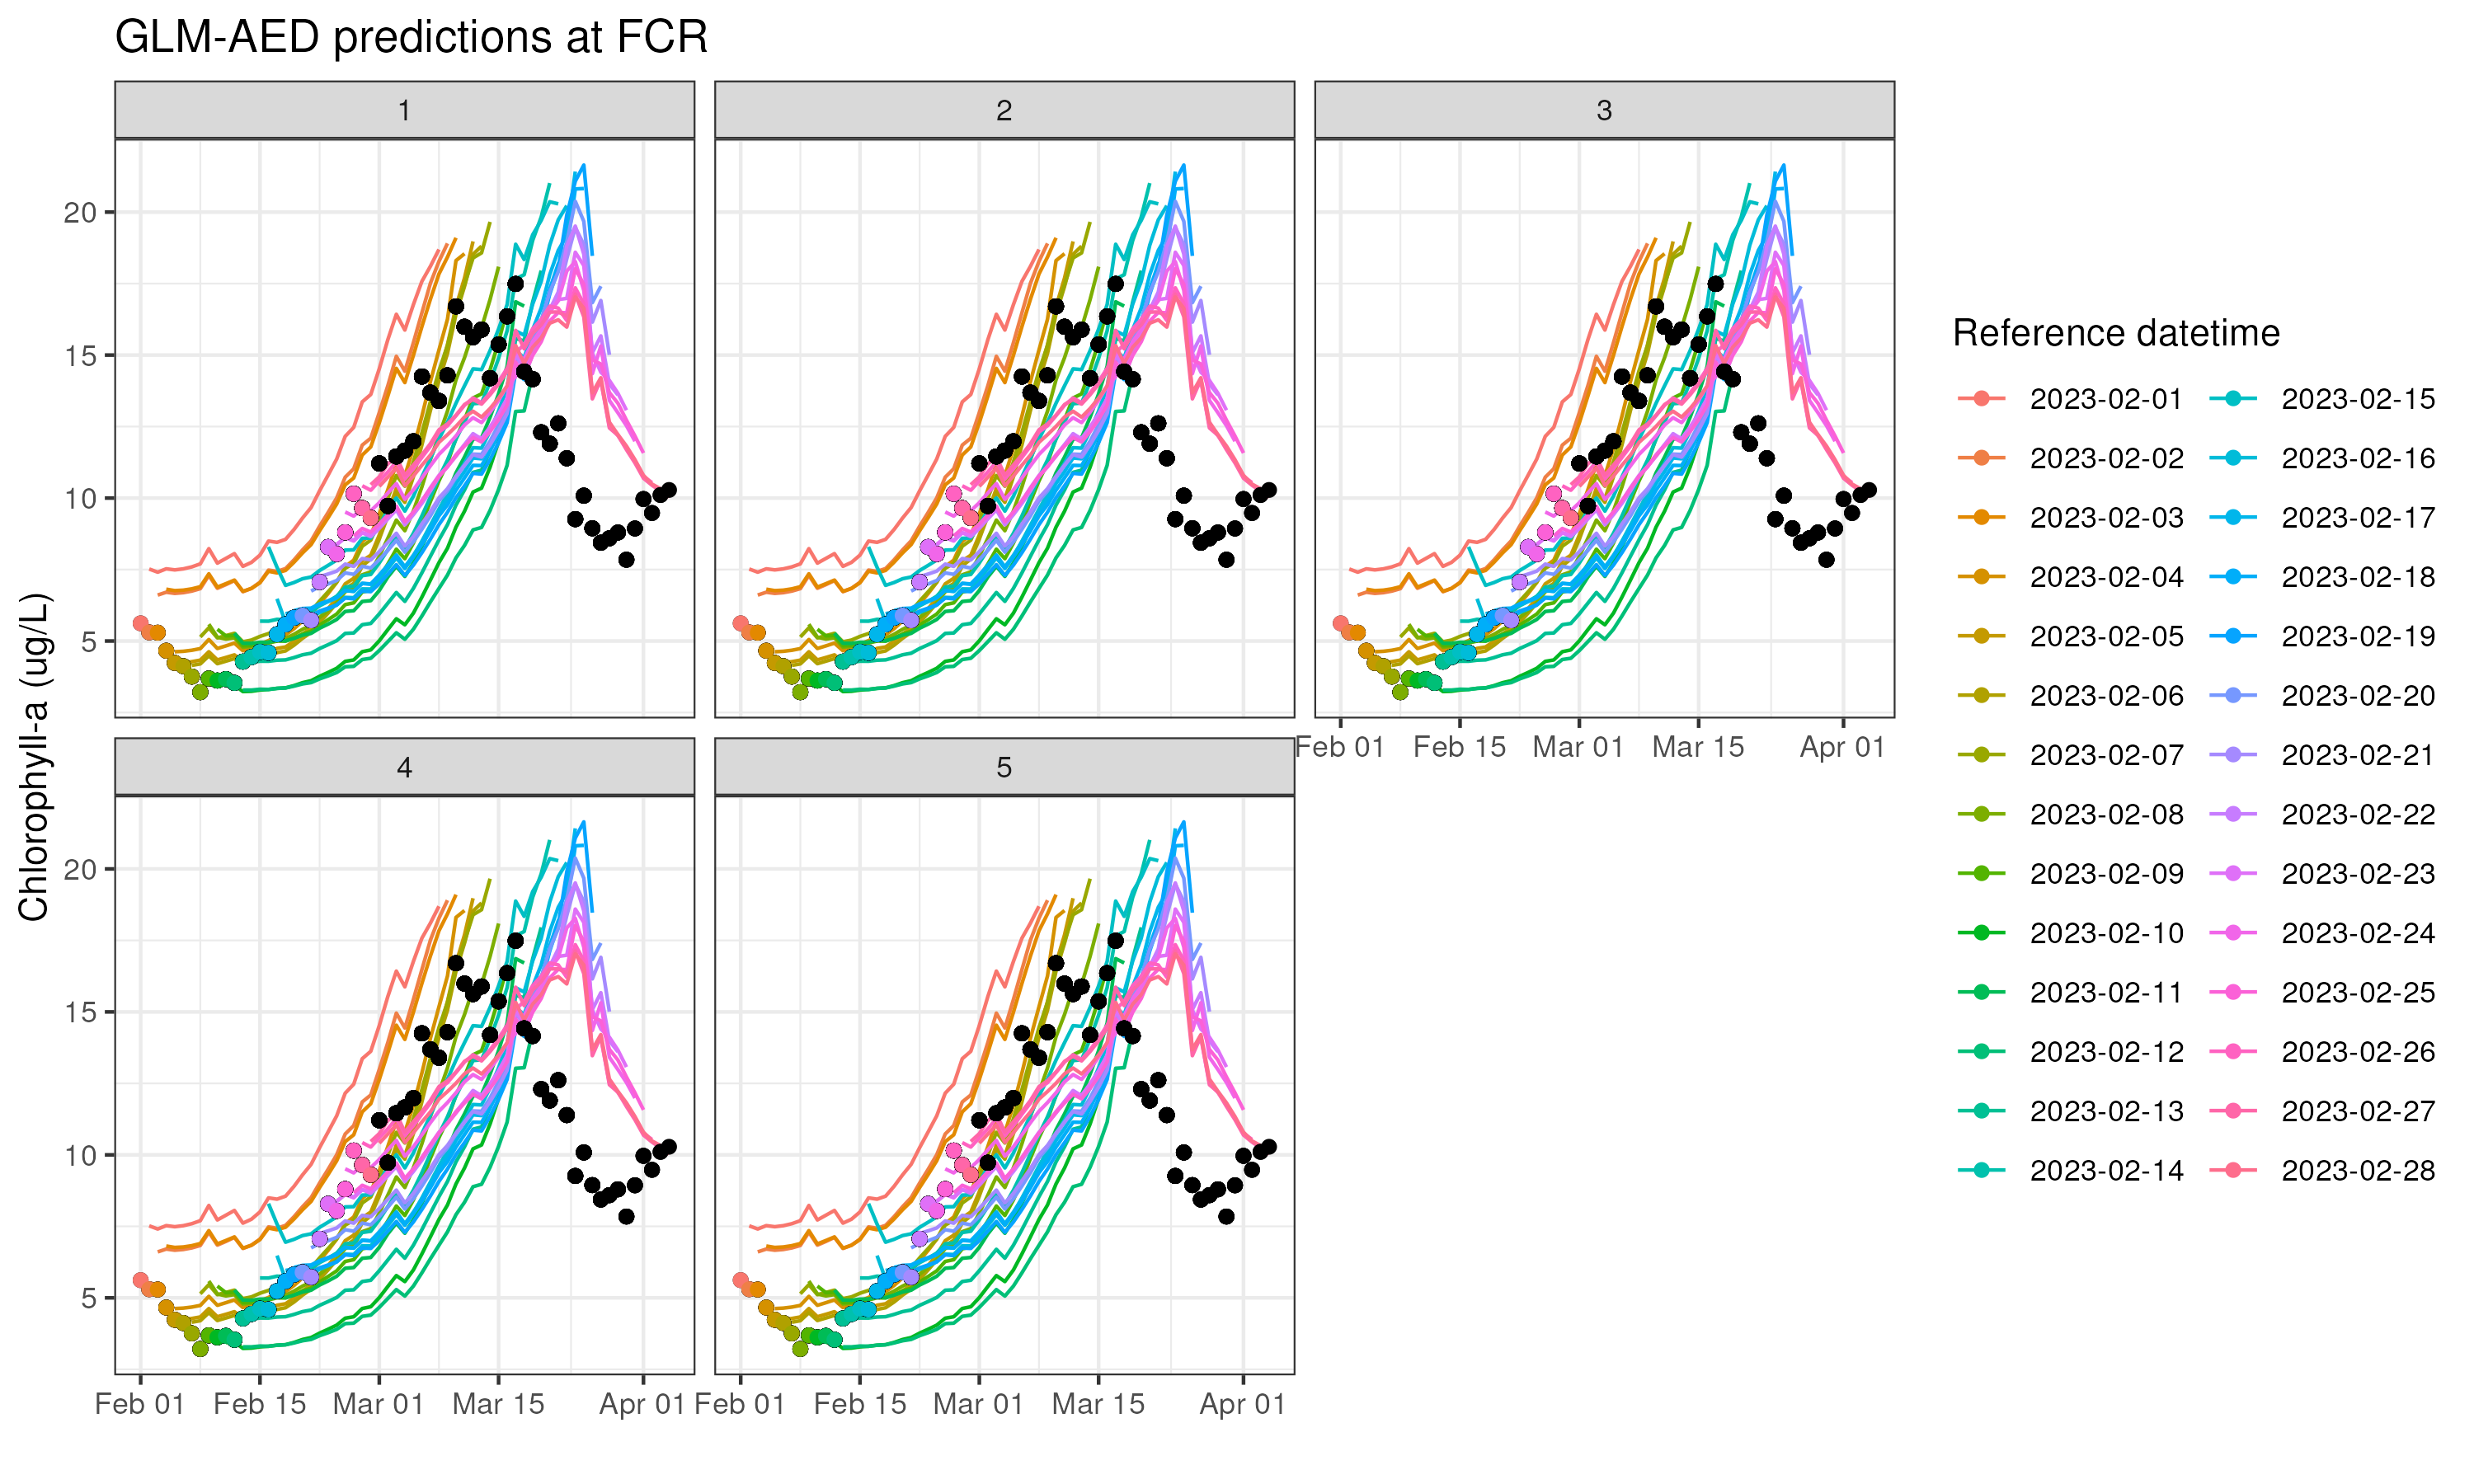 GLM-AED predictions at FCR
1
2
3
20
15
10
5
Feb 01
Feb 15
Mar 01
Mar 15
Apr 01
4
5
20
15
10
5
Feb 01
Feb 15
Mar 01
Mar 15
Apr 01
Feb 01
Feb 15
Mar 01
Mar 15
Apr 01
Chlorophyll-a (ug/L)
Reference datetime
2023-02-01
2023-02-02
2023-02-03
2023-02-04
2023-02-05
2023-02-06
2023-02-07
2023-02-08
2023-02-09
2023-02-10
2023-02-11
2023-02-12
2023-02-13
2023-02-14
2023-02-15
2023-02-16
2023-02-17
2023-02-18
2023-02-19
2023-02-20
2023-02-21
2023-02-22
2023-02-23
2023-02-24
2023-02-25
2023-02-26
2023-02-27
2023-02-28